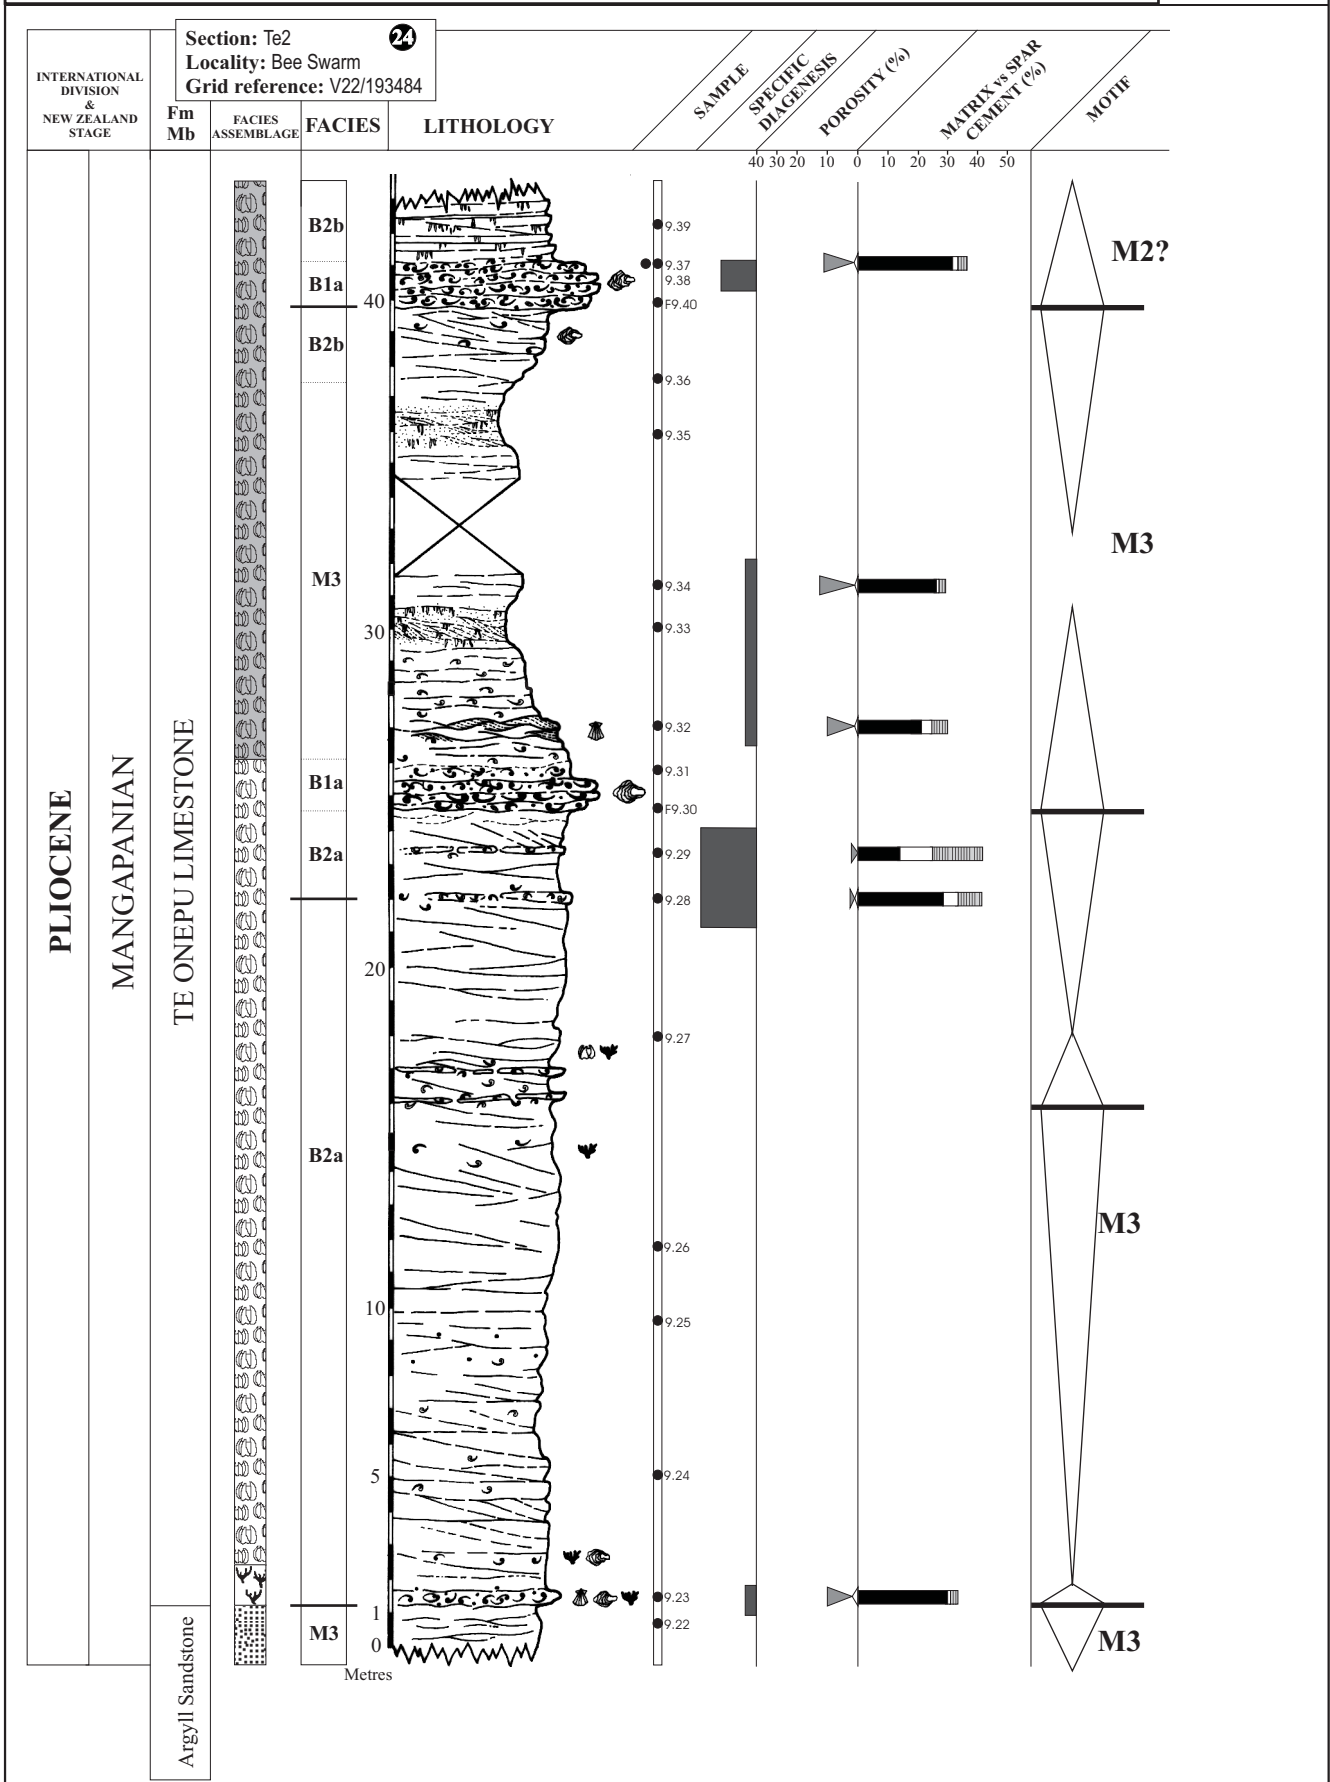 Section: Te2
24
Locality: Bee Swarm
Grid reference: V22/193484
INTERNATIONAL
DIVISION
&
NEW ZEALAND
STAGE
Fm
Mb
FACIES
ASSEMBLAGE
FACIES
LITHOLOGY
SAMPLE
SPECIFIC
DIAGENESIS
POROSITY (%)
MATRIX vs SPAR
CEMENT (%)
MOTIF
40 30 20 10 0 10 20 30 40 50
B2b
9.39
M2?
9.37
B1a
9.38
40
F9.40
B2b
9.36
9.35
M3
M3
9.34
30
9.33
9.32
B1a
9.31
F9.30
B2a
9.29
9.28
20
9.27
B2a
M3
9.26
10
9.25
5
9.24
9.23
1
9.22
M3
0
M3
Metres
PLIOCENE
MANGAPANIAN
TE ONEPU LIMESTONE
Argyll Sandstone